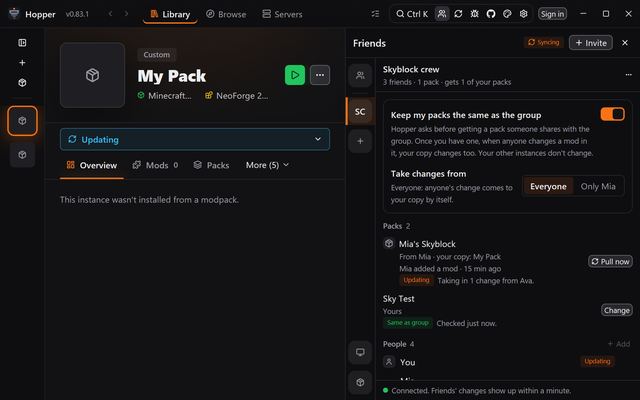 Hopper v0.83.1 Library Browse Servers Ctrl K Sign in
Custom
My Pack
Minecraft... NeoForge 2...
Updating
Overview Mods 0 Packs More (5)
This instance wasn't installed from a modpack.
Friends Syncing Invite
SC
Skyblock crew
3 friends · 1 pack · gets 1 of your packs
Keep my packs the same as the group
Hopper asks before getting a pack someone shares with the
group. Once you have one, when anyone changes a mod in
it, your copy changes too. Your other instances don't change.
Take changes from
Everyone: anyone's change comes to
your copy by itself.
Everyone Only Mia
Packs 2
Mia's Skyblock
From Mia · your copy: My Pack
Mia added a mod · 15 min ago
Updating Taking in 1 change from Ava.
Pull now
Sky Test
Yours
Same as group Checked just now.
Change
People 4 + Add
You Updating
Connected. Friends' changes show up within a minute.